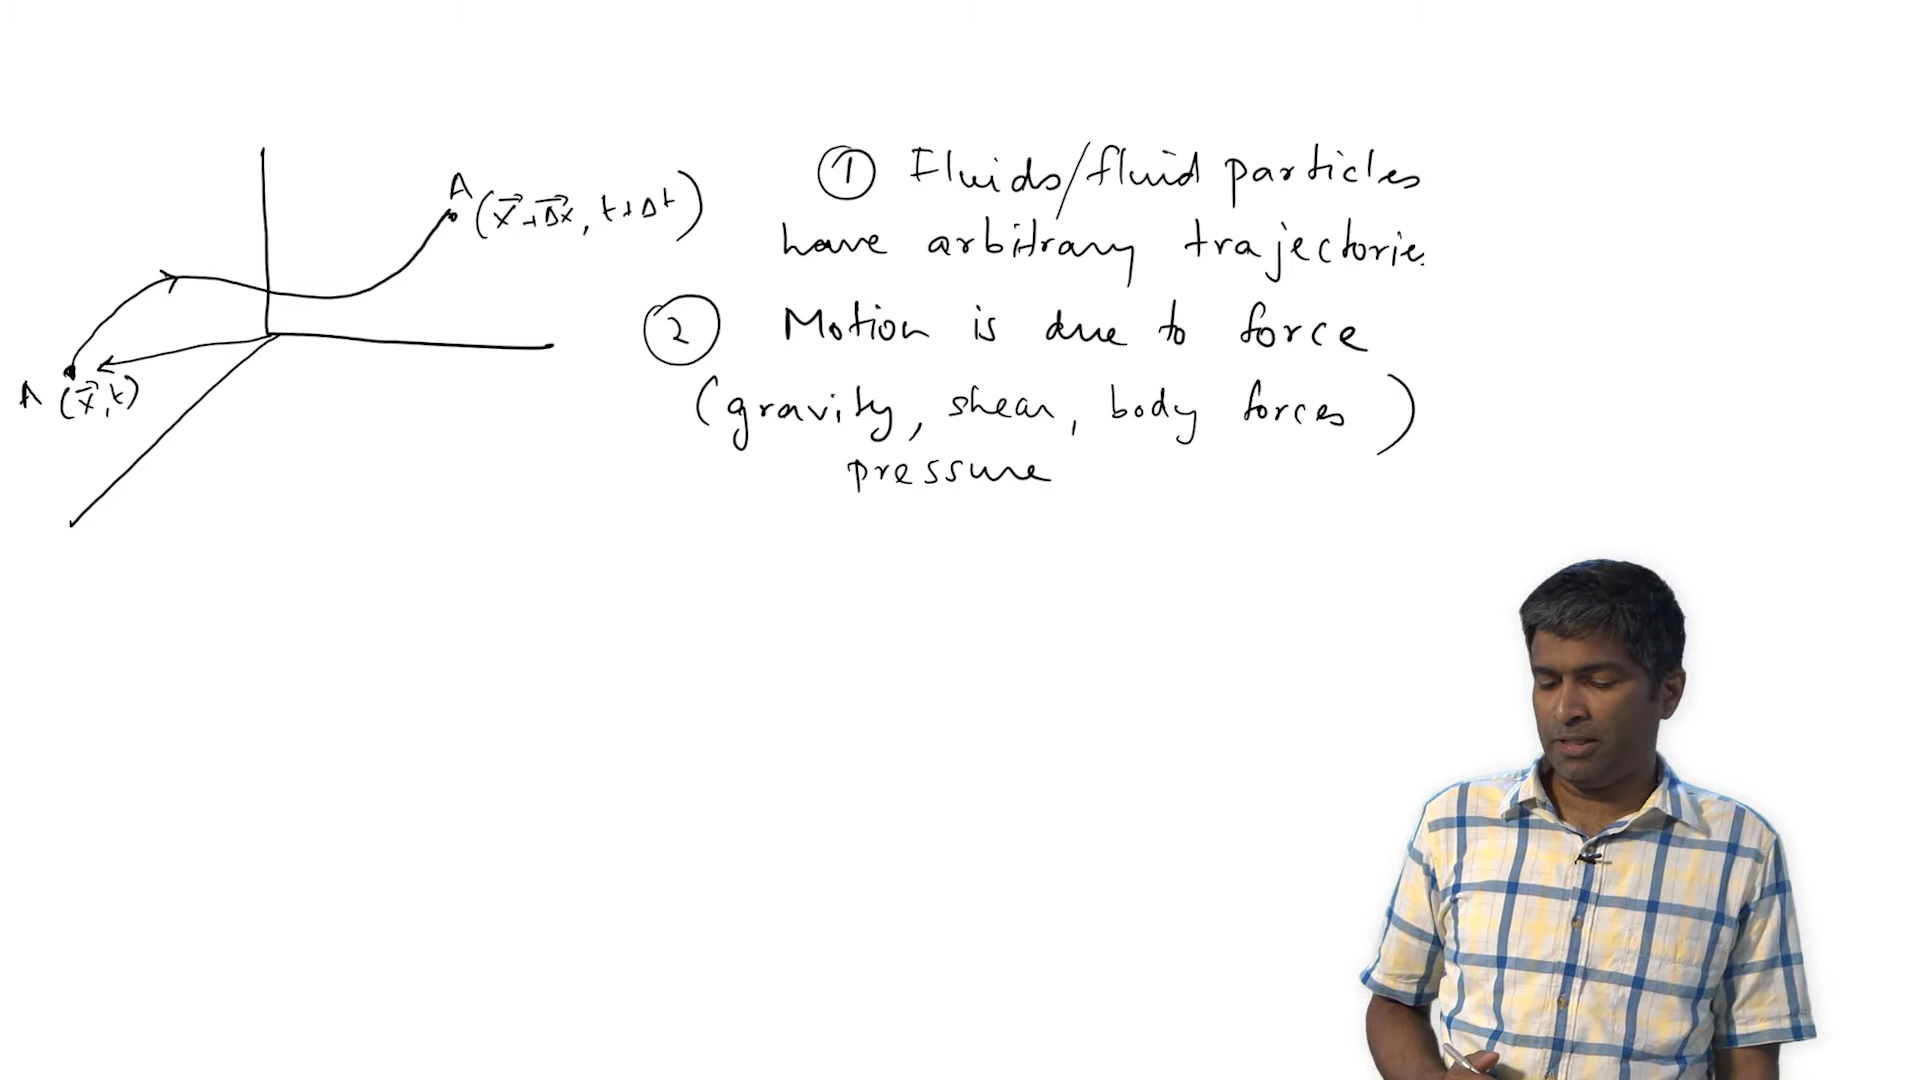 A (x⃗+Δx⃗, t+Δt)
A (x⃗,t)
① Fluids/fluid particles
have arbitrary trajectorie.
② Motion is due to force
(gravity, shear, body forces)
pressure